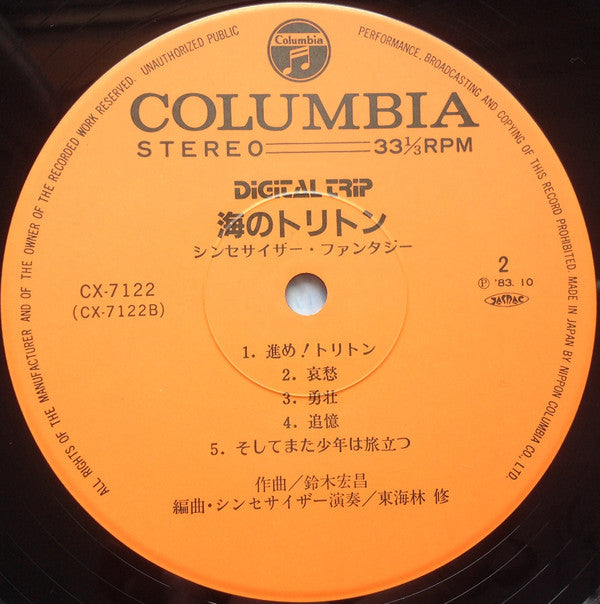 ALL RIGHTS OF THE MANUFACTURER AND OF THE OWNER OF THE RECORDED WORK RESERVED. UNAUTHORIZED PUBLIC PERFORMANCE, BROADCASTING AND COPYING OF THIS RECORD PROHIBITED. MADE IN JAPAN BY NIPPON COLUMBIA CO., LTD.
Columbia
COLUMBIA
STEREO 33⅓RPM
DIGITAL TRIP
海のトリトン
シンセサイザー・ファンタジー
CX-7122
(CX-7122B)
2
Ⓟ '83. 10
JASRAC
1. 進め!トリトン
2. 哀愁
3. 勇壮
4. 追憶
5. そしてまた少年は旅立つ
作曲/鈴木宏昌
編曲・シンセサイザー演奏/東海林 修